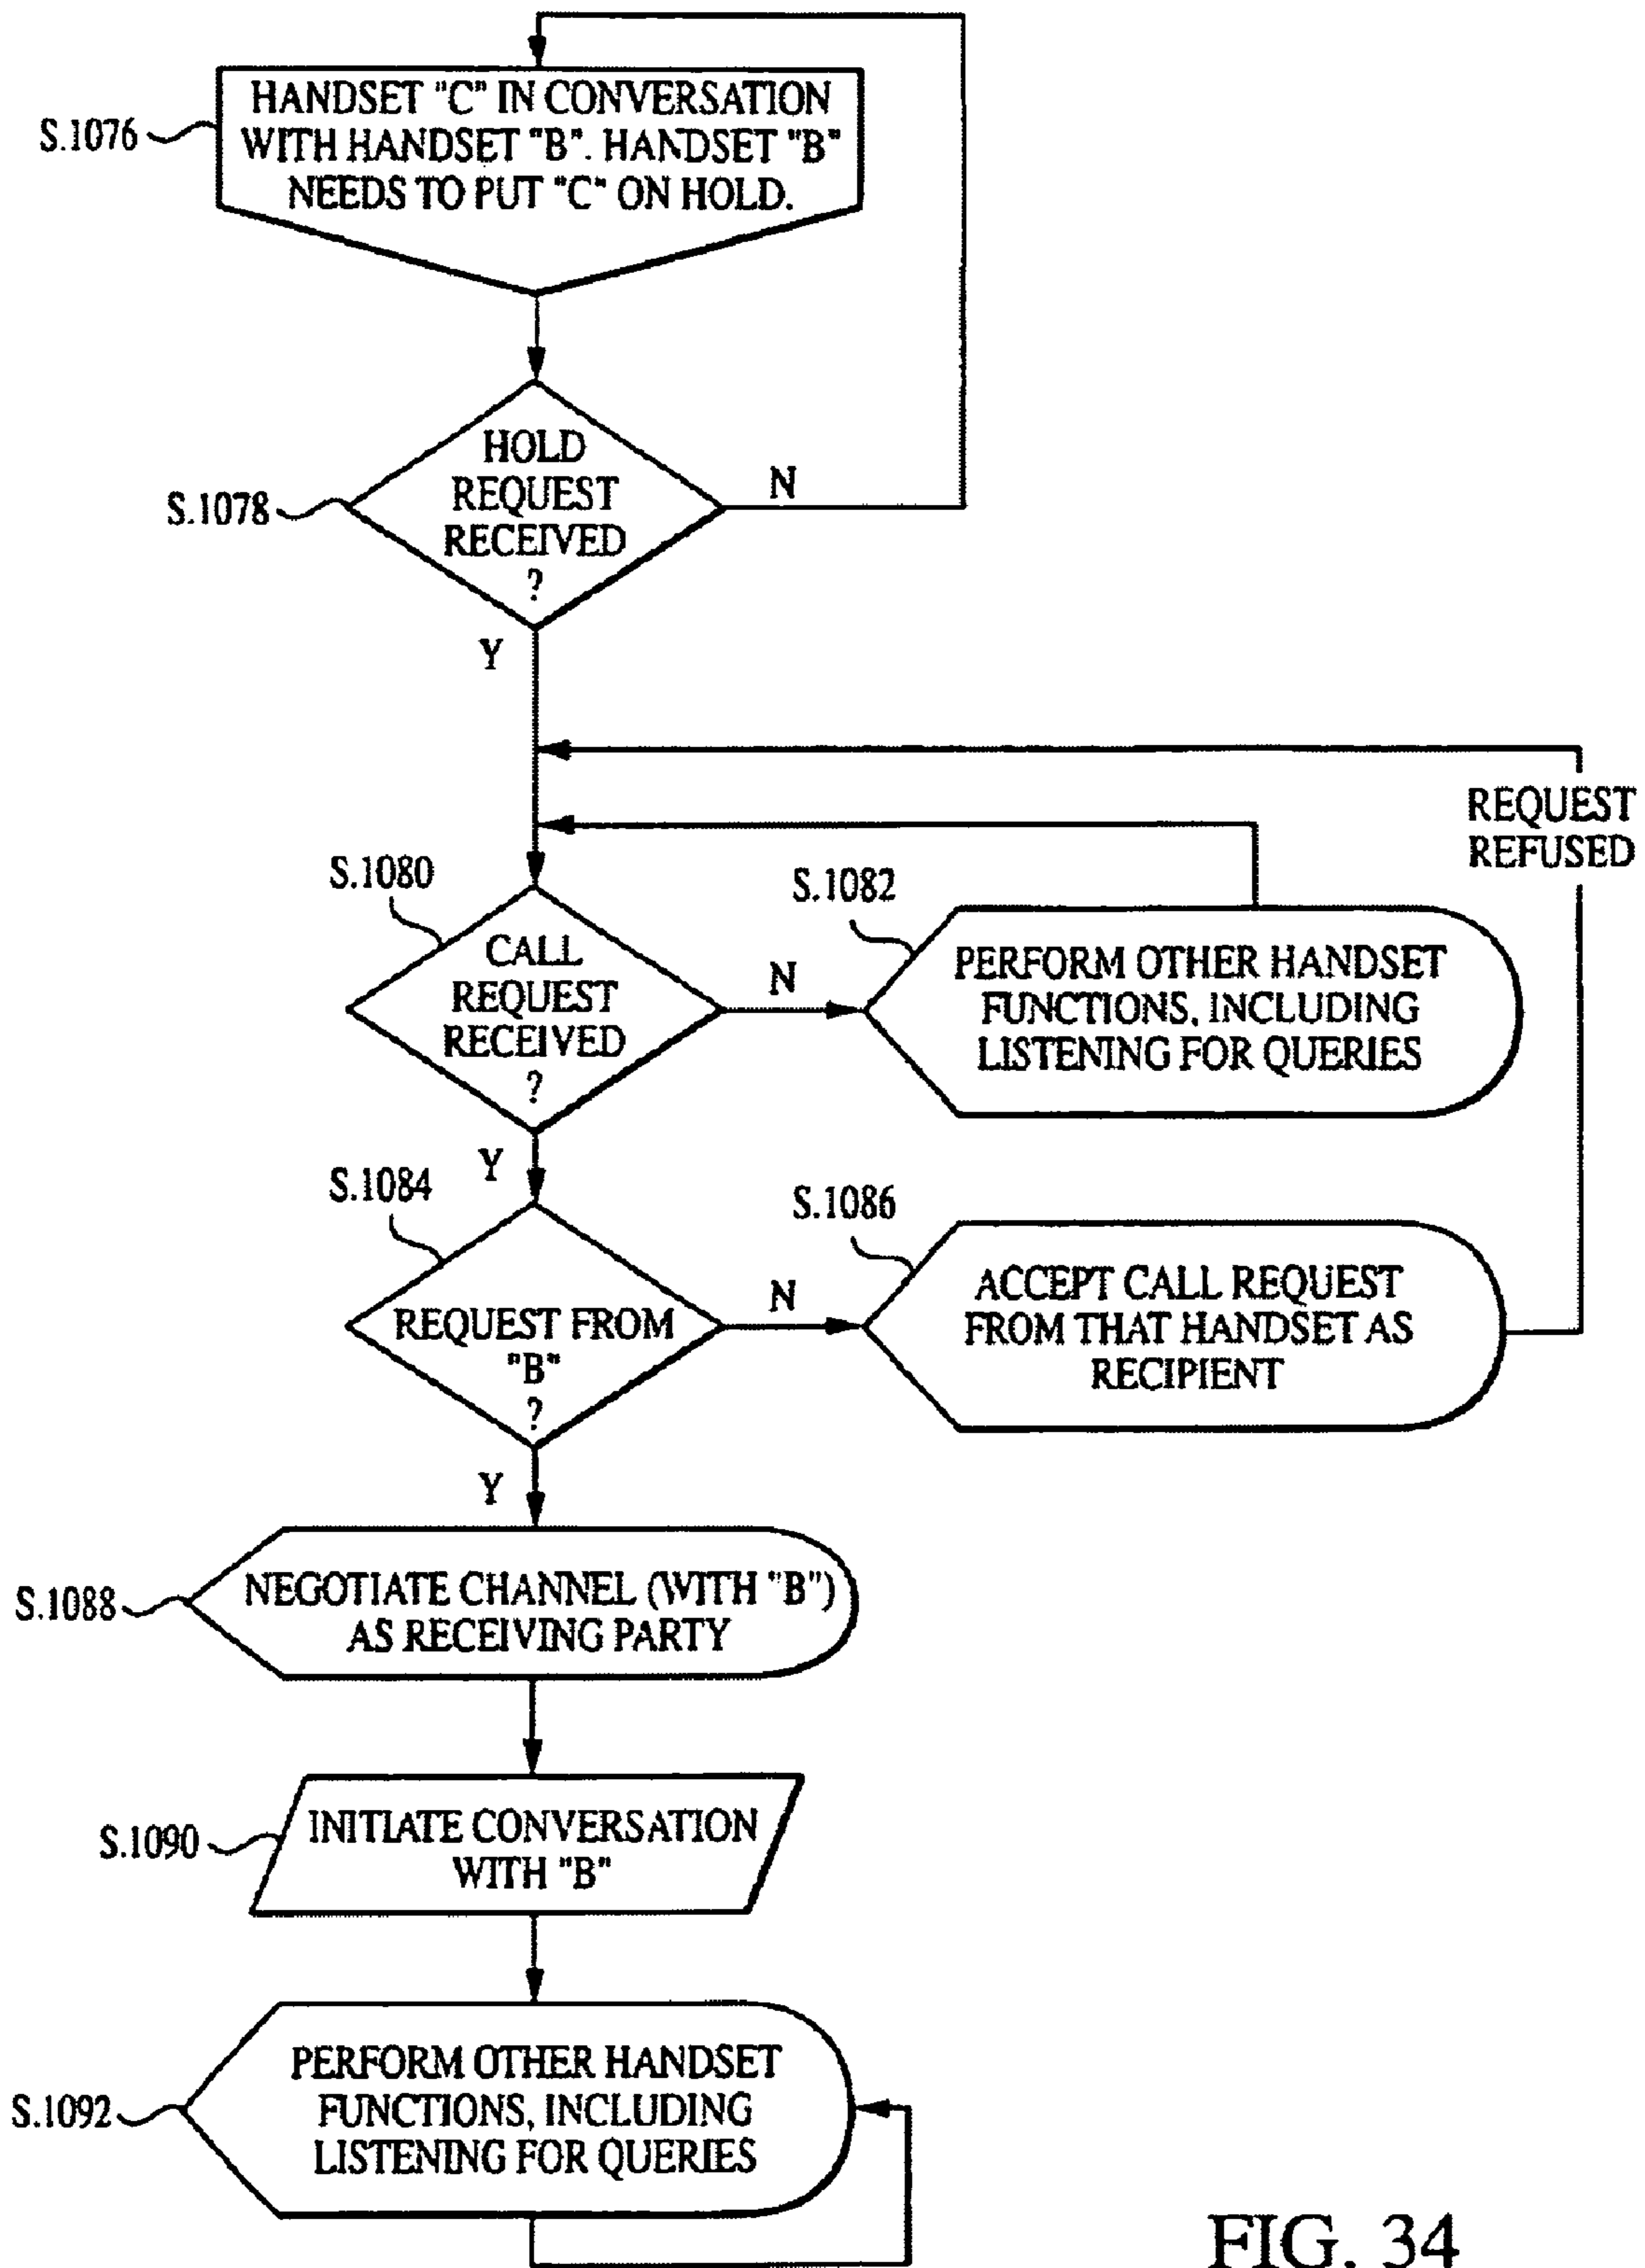 S.1076
HANDSET "C" IN CONVERSATION
WITH HANDSET "B". HANDSET "B"
NEEDS TO PUT "C" ON HOLD.
S.1078
HOLD
REQUEST
RECEIVED
?
N
Y
REQUEST
REFUSED
S.1080
CALL
REQUEST
RECEIVED
?
N
S.1082
PERFORM OTHER HANDSET
FUNCTIONS, INCLUDING
LISTENING FOR QUERIES
Y
S.1084
REQUEST FROM
"B"
?
N
S.1086
ACCEPT CALL REQUEST
FROM THAT HANDSET AS
RECIPIENT
Y
S.1088
NEGOTIATE CHANNEL (WITH "B")
AS RECEIVING PARTY
S.1090
INITIATE CONVERSATION
WITH "B"
S.1092
PERFORM OTHER HANDSET
FUNCTIONS, INCLUDING
LISTENING FOR QUERIES
FIG. 34